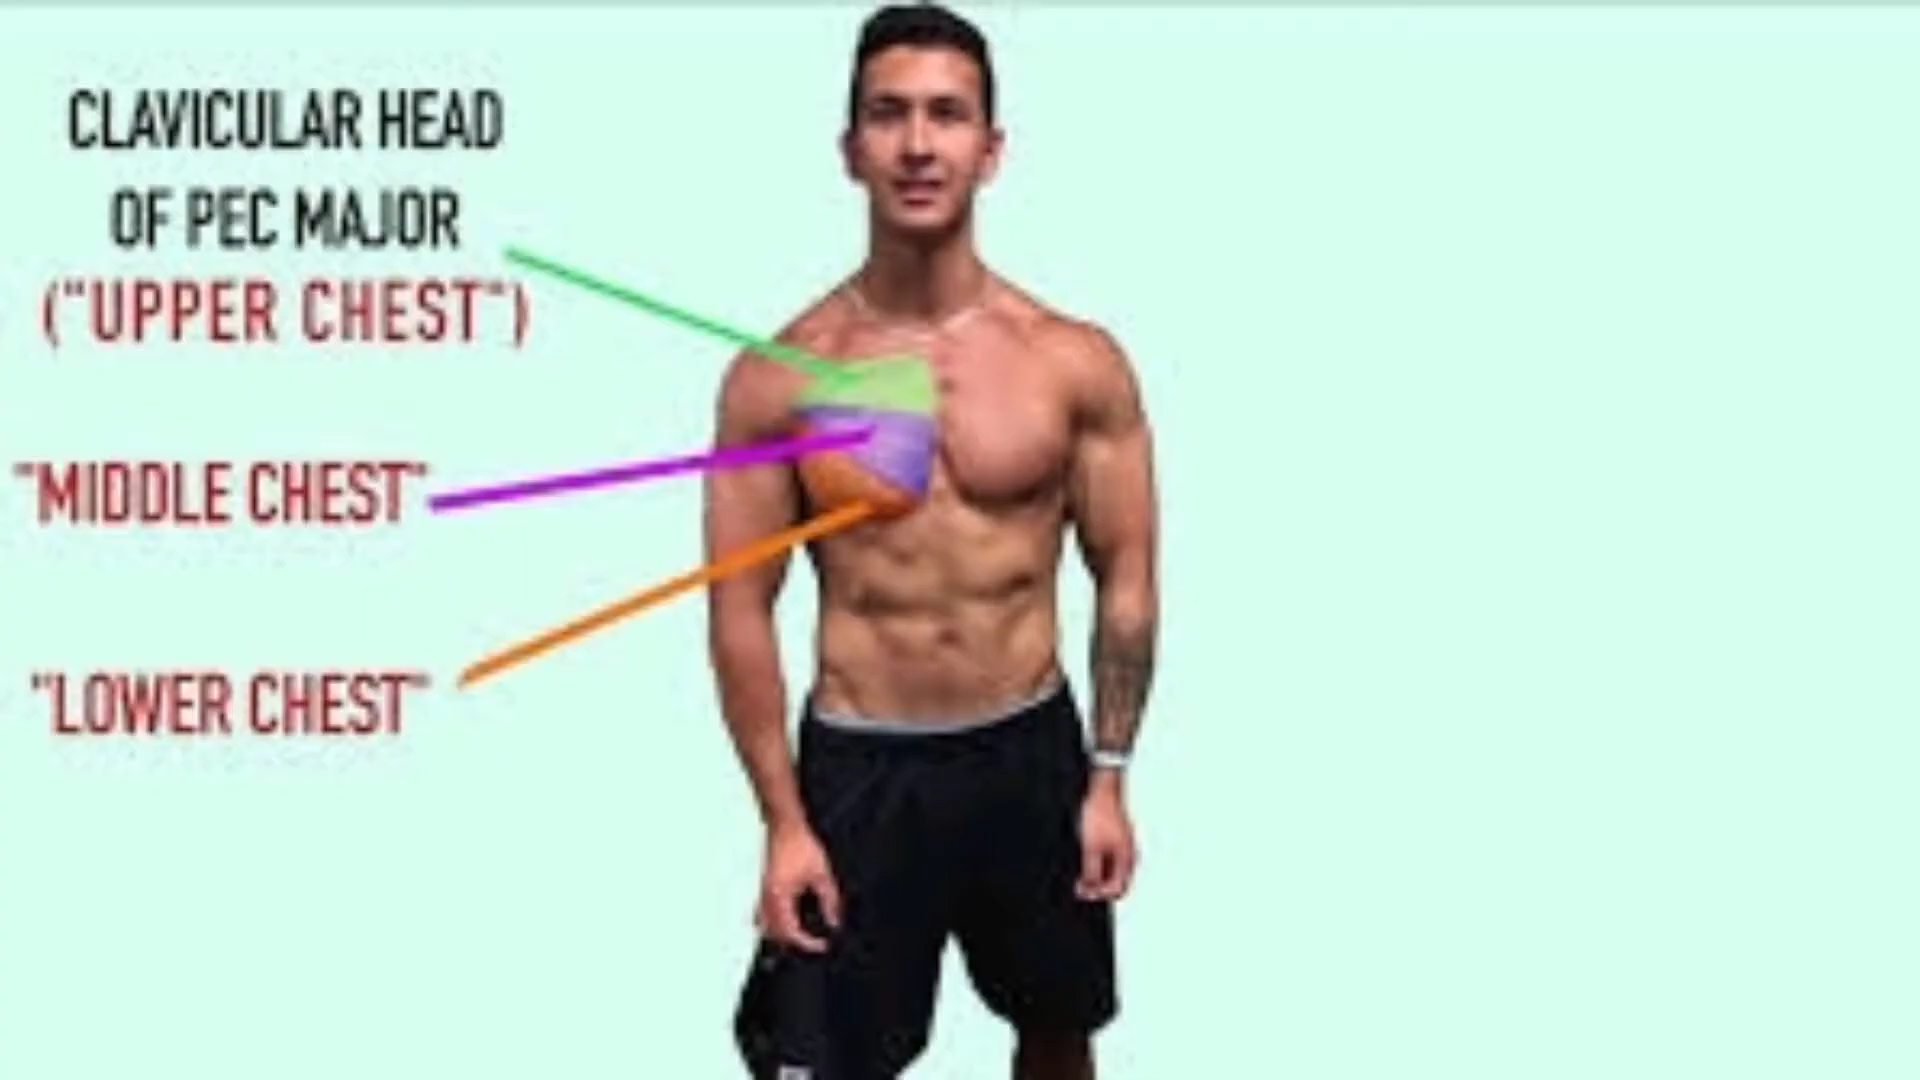 CLAVICULAR HEAD
OF PEC MAJOR
("UPPER CHEST")
"MIDDLE CHEST"
"LOWER CHEST"